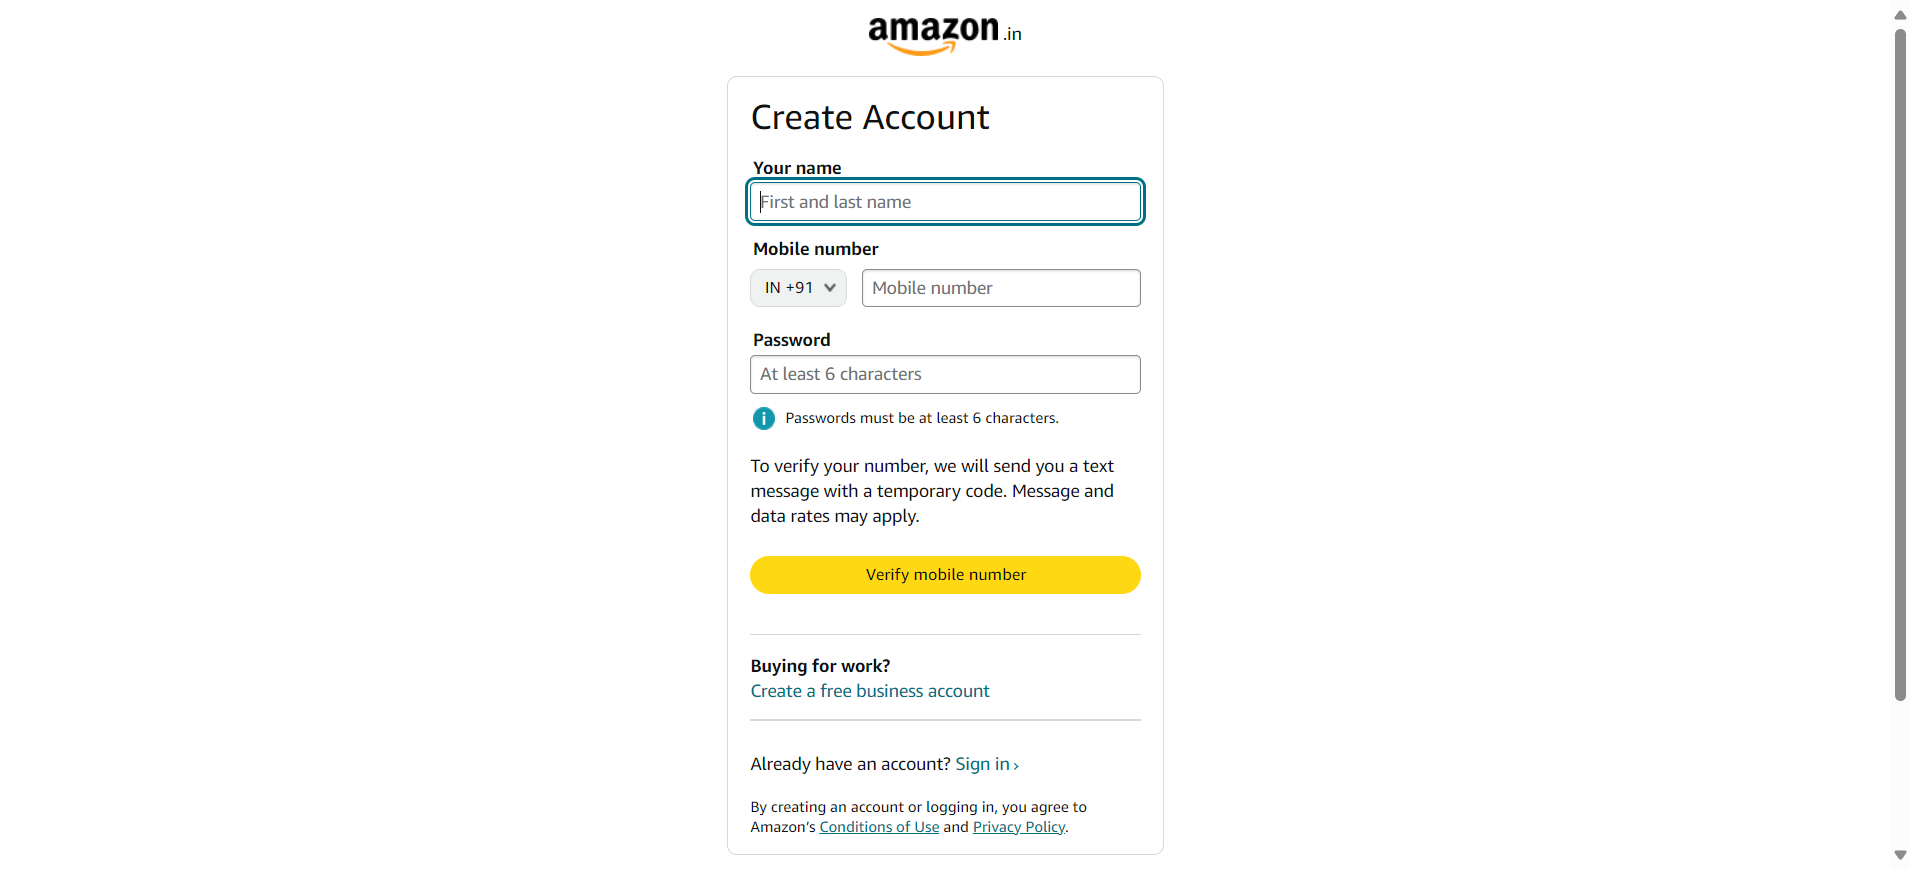 amazon.in
Create Account
Your name
First and last name
Mobile number
IN +91 Mobile number
Password
At least 6 characters
i Passwords must be at least 6 characters.
To verify your number, we will send you a text
message with a temporary code. Message and
data rates may apply.
Verify mobile number
Buying for work?
Create a free business account
Already have an account? Sign in ›
By creating an account or logging in, you agree to
Amazon’s Conditions of Use and Privacy Policy.